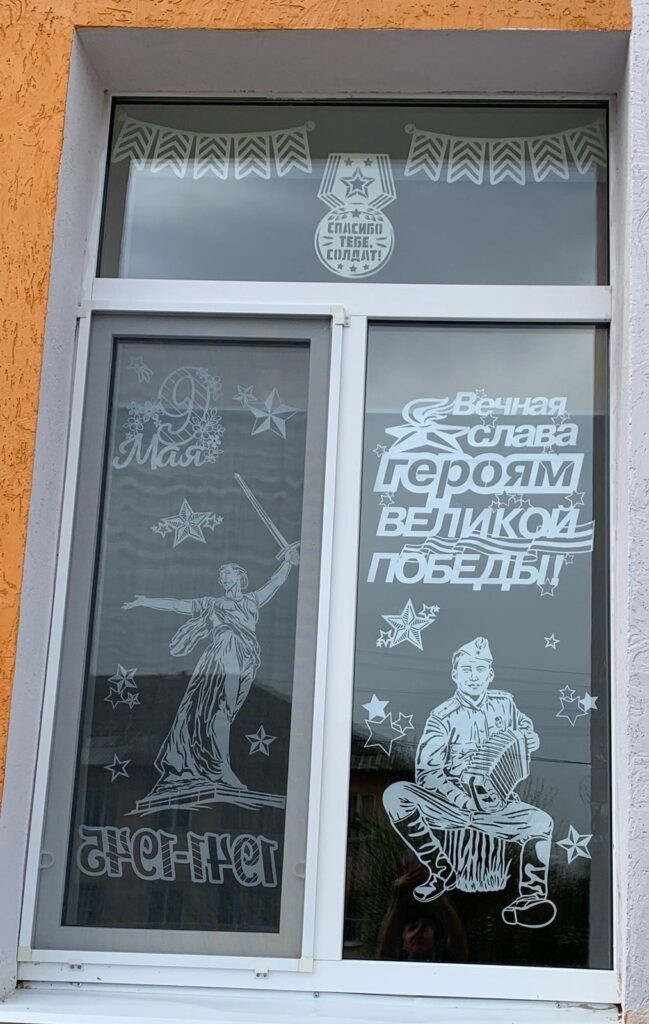 СПАСИБО
ТЕБЕ,
СОЛДАТ!
9
Мая
Вечная
слава
героям
ВЕЛИКОЙ
ПОБЕДЫ!
1941-1945